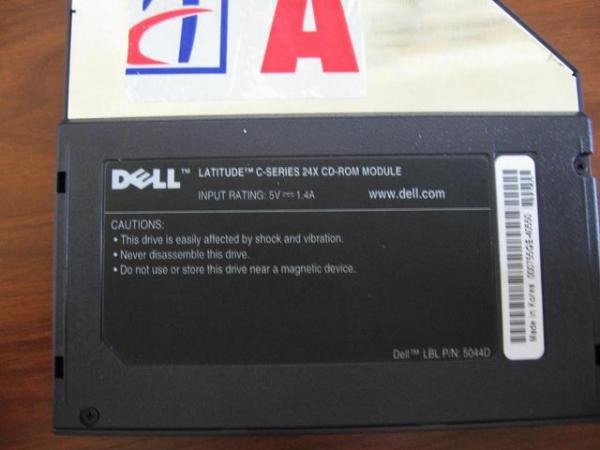 A
DELL™ LATITUDE™ C-SERIES 24X CD-ROM MODULE
INPUT RATING: 5V⎓1.4A www.dell.com
CAUTIONS:
• This drive is easily affected by shock and vibration.
• Never disassemble this drive.
• Do not use or store this drive near a magnetic device.
Dell™ LBL P/N: 5044D
Made in Korea